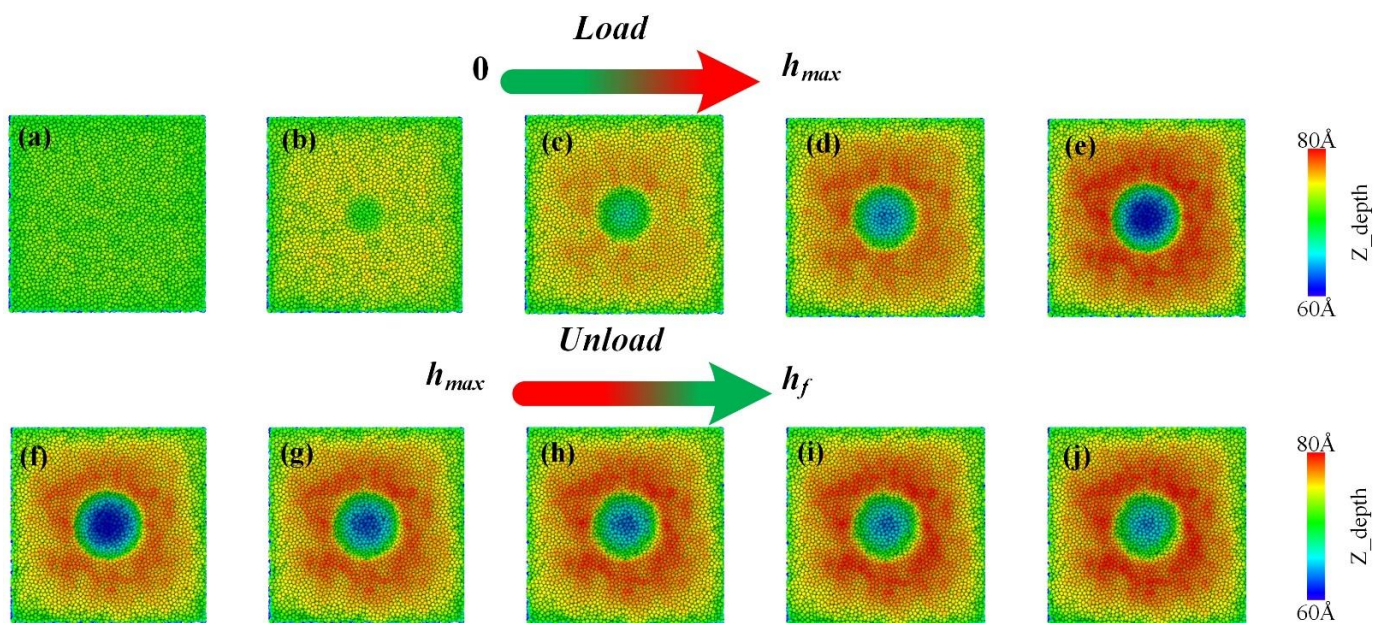 Load
0 h_max
(a) (b) (c) (d) (e)
80Å
Z_depth
60Å
Unload
h_max h_f
(f) (g) (h) (i) (j)
80Å
Z_depth
60Å